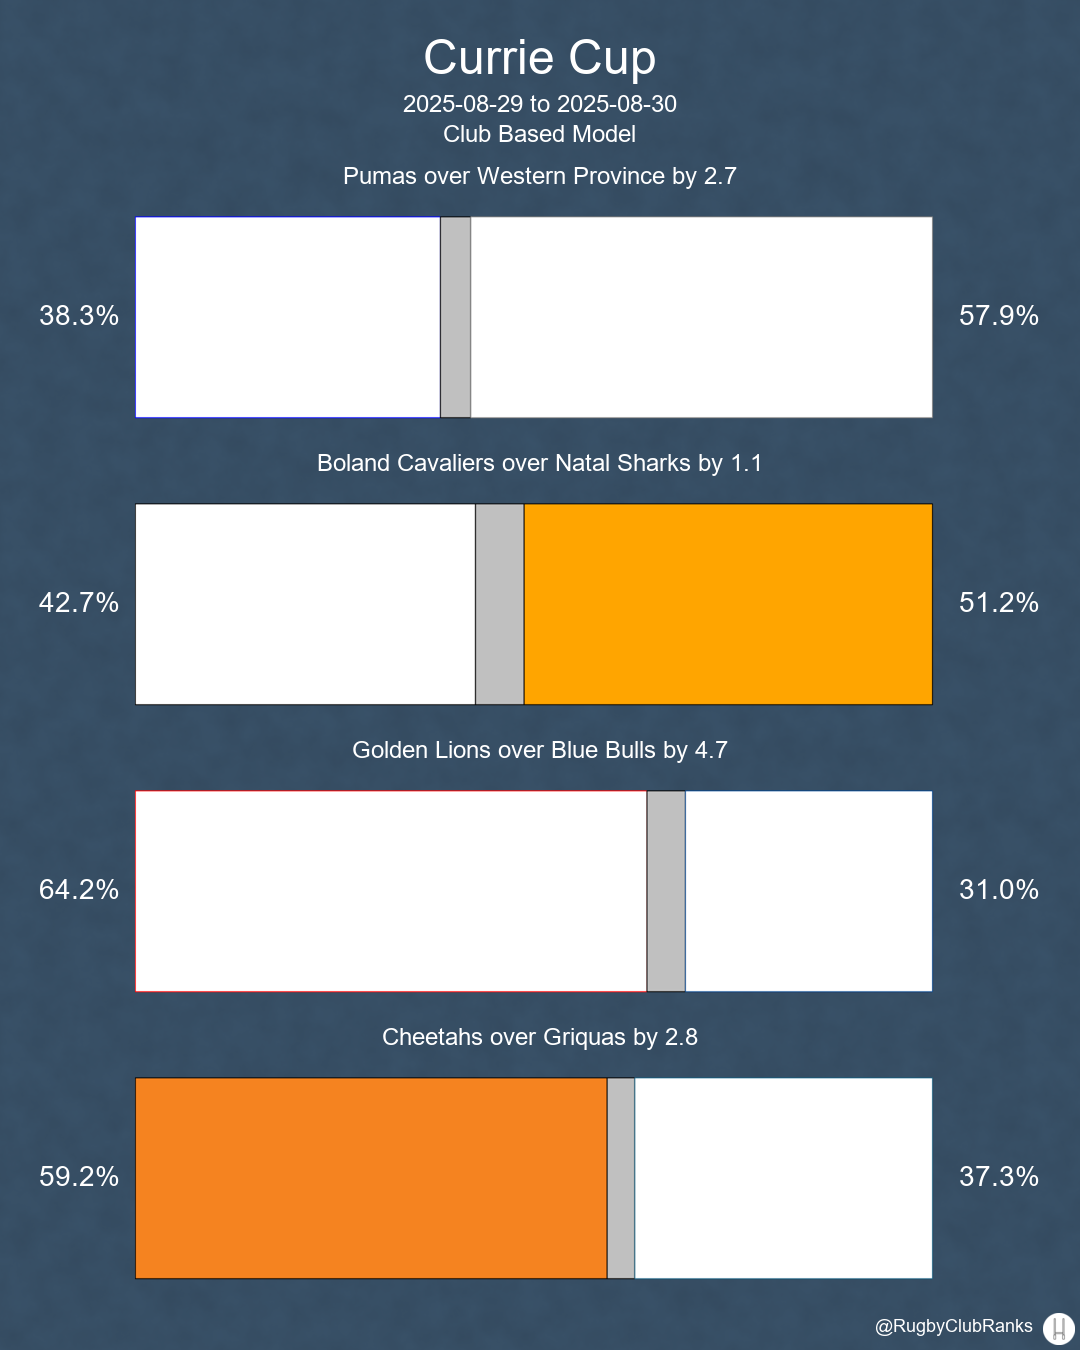 Currie Cup
2025-08-29 to 2025-08-30
Club Based Model
Pumas over Western Province by 2.7
38.3%
57.9%
Boland Cavaliers over Natal Sharks by 1.1
42.7%
51.2%
Golden Lions over Blue Bulls by 4.7
64.2%
31.0%
Cheetahs over Griquas by 2.8
59.2%
37.3%
@RugbyClubRanks